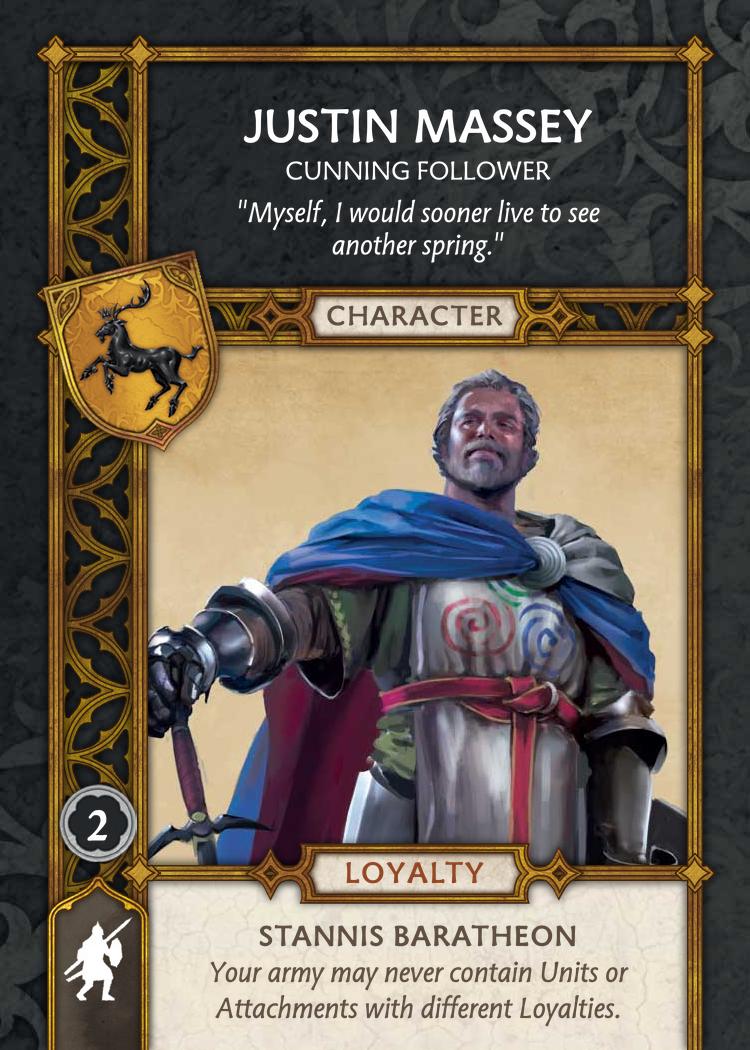 JUSTIN MASSEY
CUNNING FOLLOWER
"Myself, I would sooner live to see
another spring."
CHARACTER
2
LOYALTY
STANNIS BARATHEON
Your army may never contain Units or
Attachments with different Loyalties.